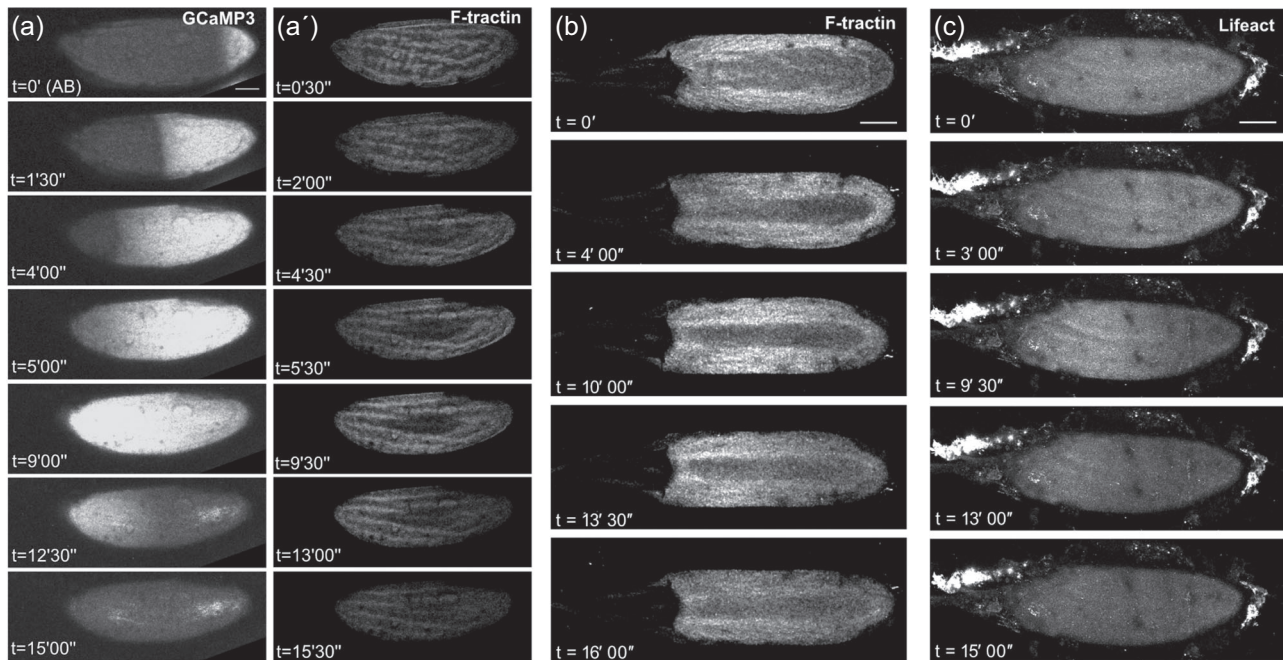 (a)
GCaMP3
t=0' (AB)
t=1'30''
t=4'00''
t=5'00''
t=9'00''
t=12'30''
t=15'00''
(a´)
F-tractin
t=0'30''
t=2'00''
t=4'30''
t=5'30''
t=9'30''
t=13'00''
t=15'30''
(b)
F-tractin
t = 0′
t = 4′ 00″
t = 10′ 00″
t = 13′ 30″
t = 16′ 00″
(c)
Lifeact
t = 0′
t = 3′ 00″
t = 9′ 30″
t = 13′ 00″
t = 15′ 00″